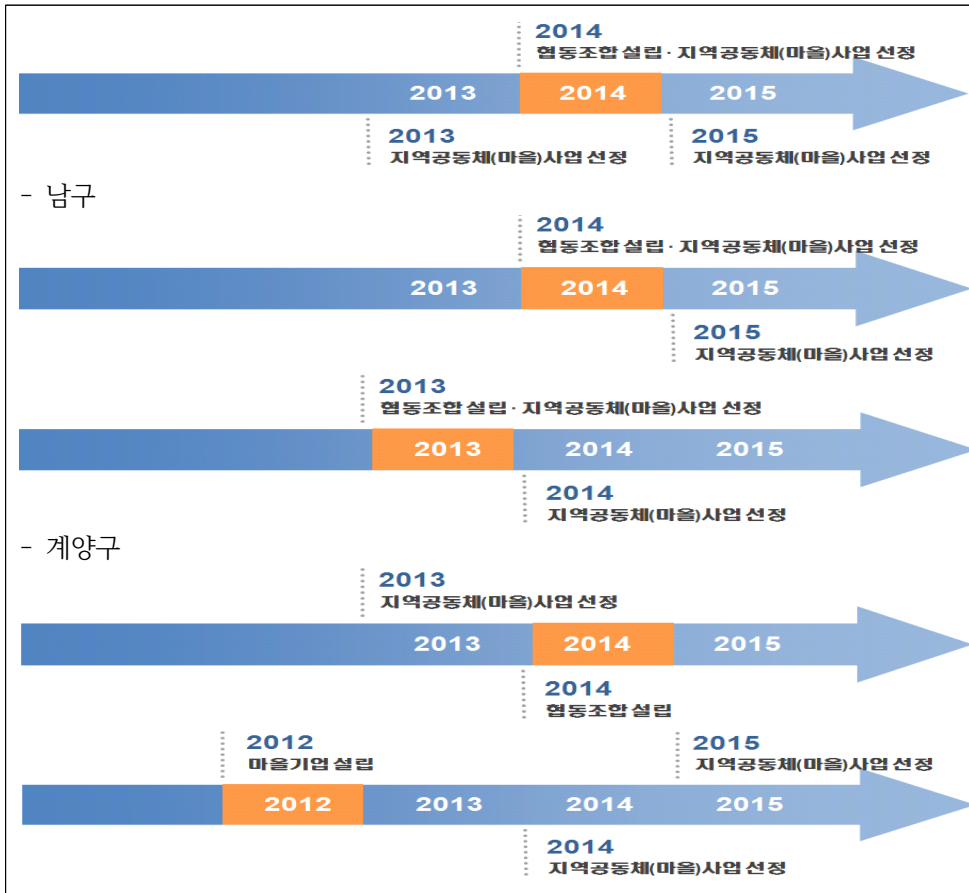 2014
협동조합 설립 · 지역공동체(마을)사업 선정
2013 2014 2015
2013
지역공동체(마을)사업 선정
2015
지역공동체(마을)사업 선정
- 남구
2014
협동조합 설립 · 지역공동체(마을)사업 선정
2013 2014 2015
2015
지역공동체(마을)사업 선정
2013
협동조합 설립 · 지역공동체(마을)사업 선정
2013 2014 2015
2014
지역공동체(마을)사업 선정
- 계양구
2013
지역공동체(마을)사업 선정
2013 2014 2015
2014
협동조합 설립
2012
마을기업 설립
2015
지역공동체(마을)사업 선정
2012 2013 2014 2015
2014
지역공동체(마을)사업 선정